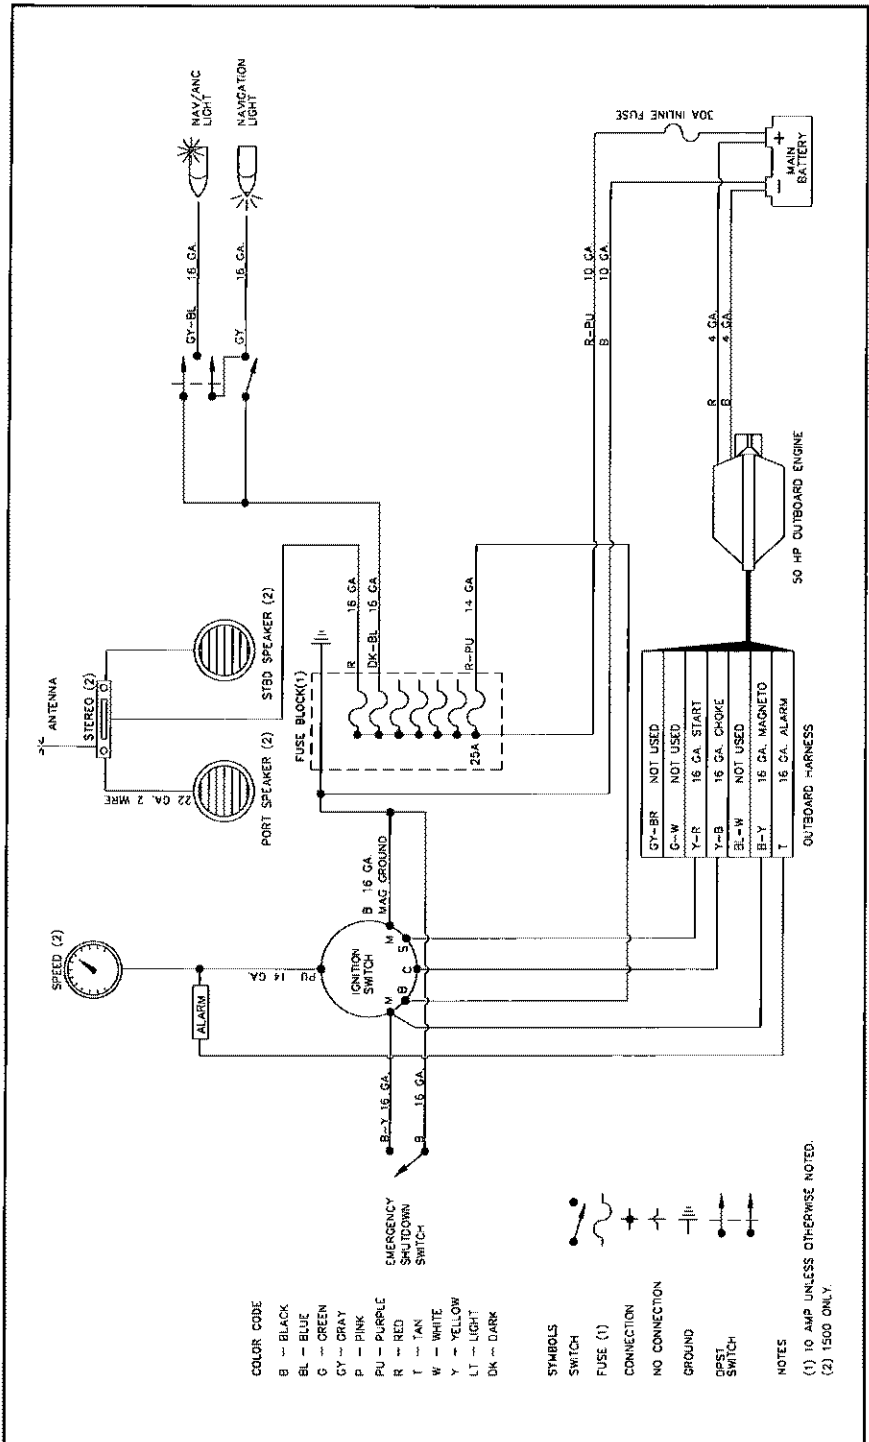 NAV/ANC
LIGHT
NAVIGATION
LIGHT
GY-BL 16 GA.
GY 16 GA.
30A INLINE FUSE
MAIN
BATTERY
+
-
R-PU 10 GA
B 10 GA
R 4 GA
B 4 GA
50 HP OUTBOARD ENGINE
ANTENNA
STEREO (2)
STBD SPEAKER (2)
PORT SPEAKER (2)
22 GA. 2 WIRE
FUSE BLOCK(1)
R 16 GA
DK-BL 16 GA
R-PU 14 GA
25A
GY-BR NOT USED
G-W NOT USED
Y-R 16 GA. START
Y-B 16 GA. CHOKE
BL-W NOT USED
B-Y 16 GA. MAGNETO
T 16 GA. ALARM
OUTBOARD HARNESS
SPEED (2)
ALARM
PU 14 GA.
IGNITION
SWITCH
M
B
C
S
M
B 16 GA.
MAG GROUND
B-Y 16 GA.
B 16 GA.
EMERGENCY
SHUTDOWN
SWITCH
COLOR CODE
B -- BLACK
BL -- BLUE
G -- GREEN
GY -- GRAY
P -- PINK
PU -- PURPLE
R -- RED
T -- TAN
W -- WHITE
Y -- YELLOW
LT -- LIGHT
DK -- DARK
SYMBOLS
SWITCH
FUSE (1)
CONNECTION
NO CONNECTION
GROUND
DPST
SWITCH
NOTES
(1) 10 AMP UNLESS OTHERWISE NOTED.
(2) 1500 ONLY.